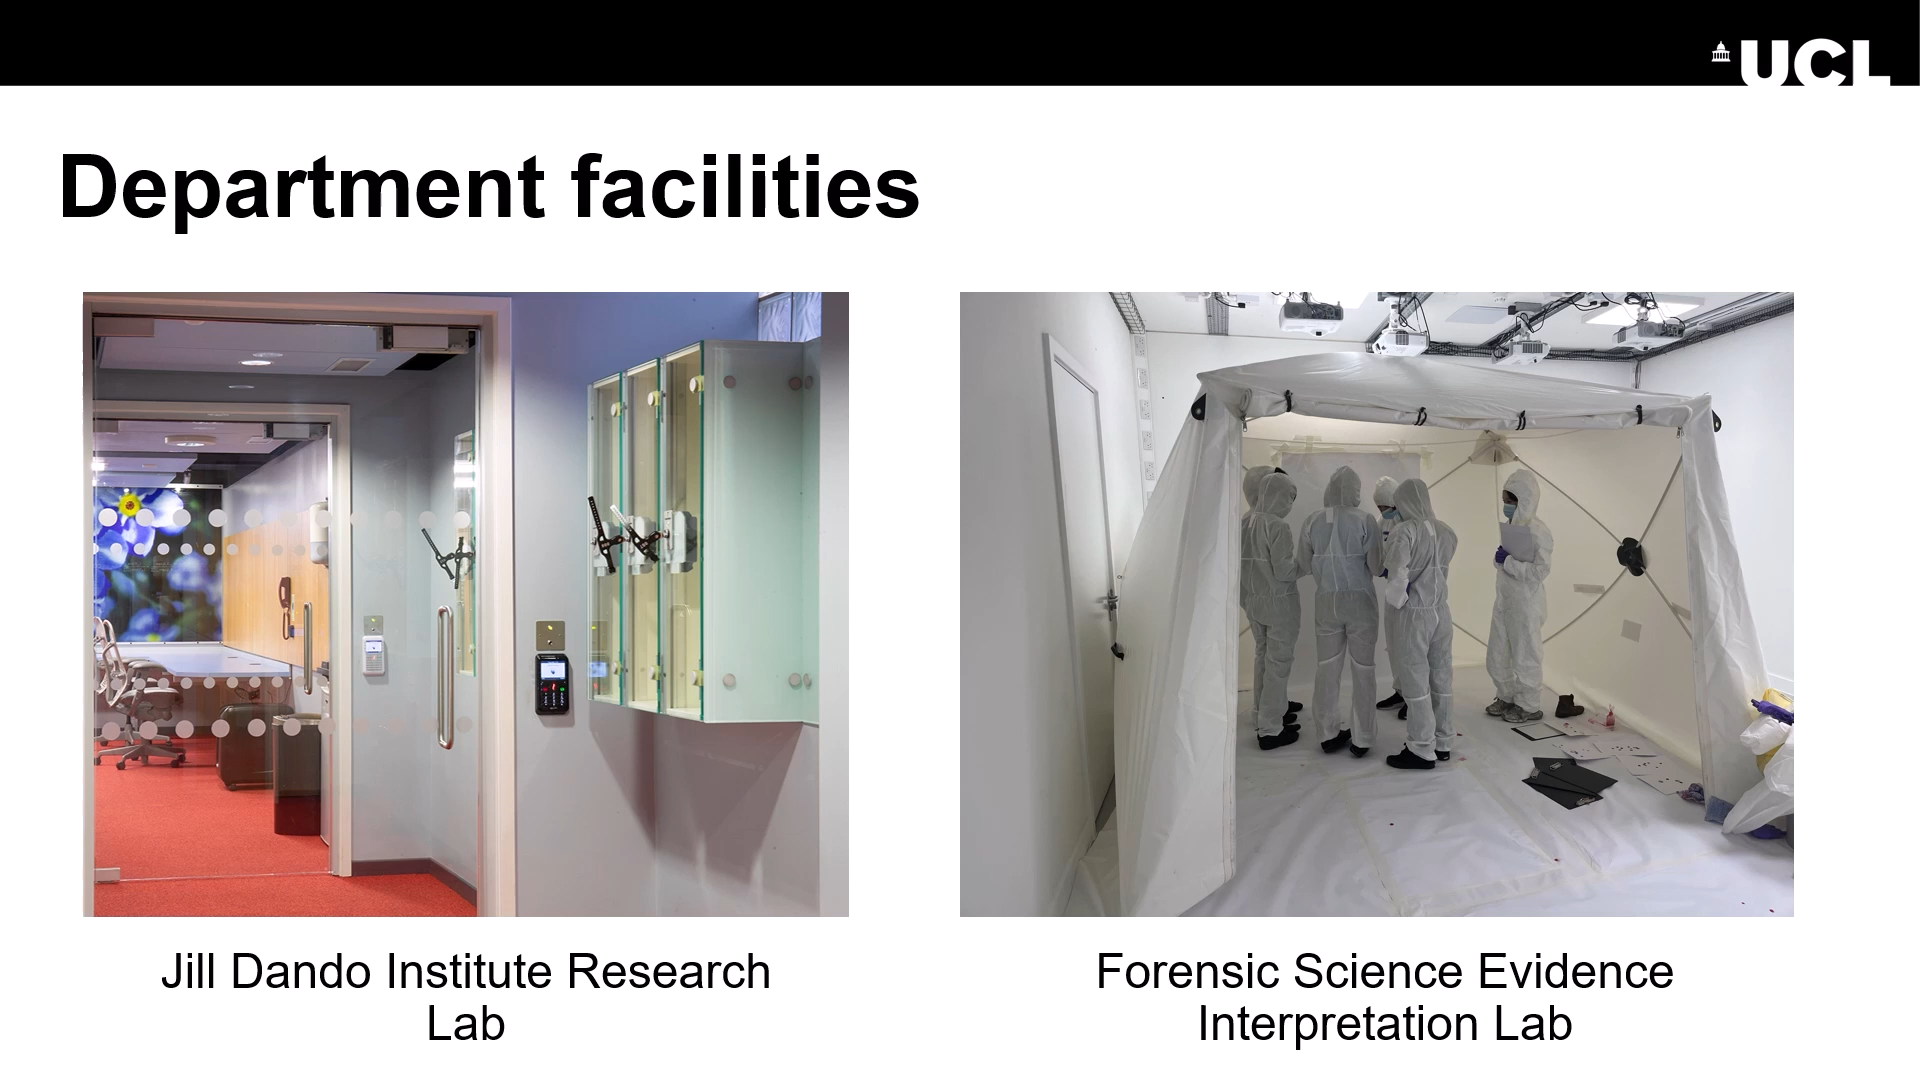 UCL
Department facilities
Jill Dando Institute Research
Lab
Forensic Science Evidence
Interpretation Lab